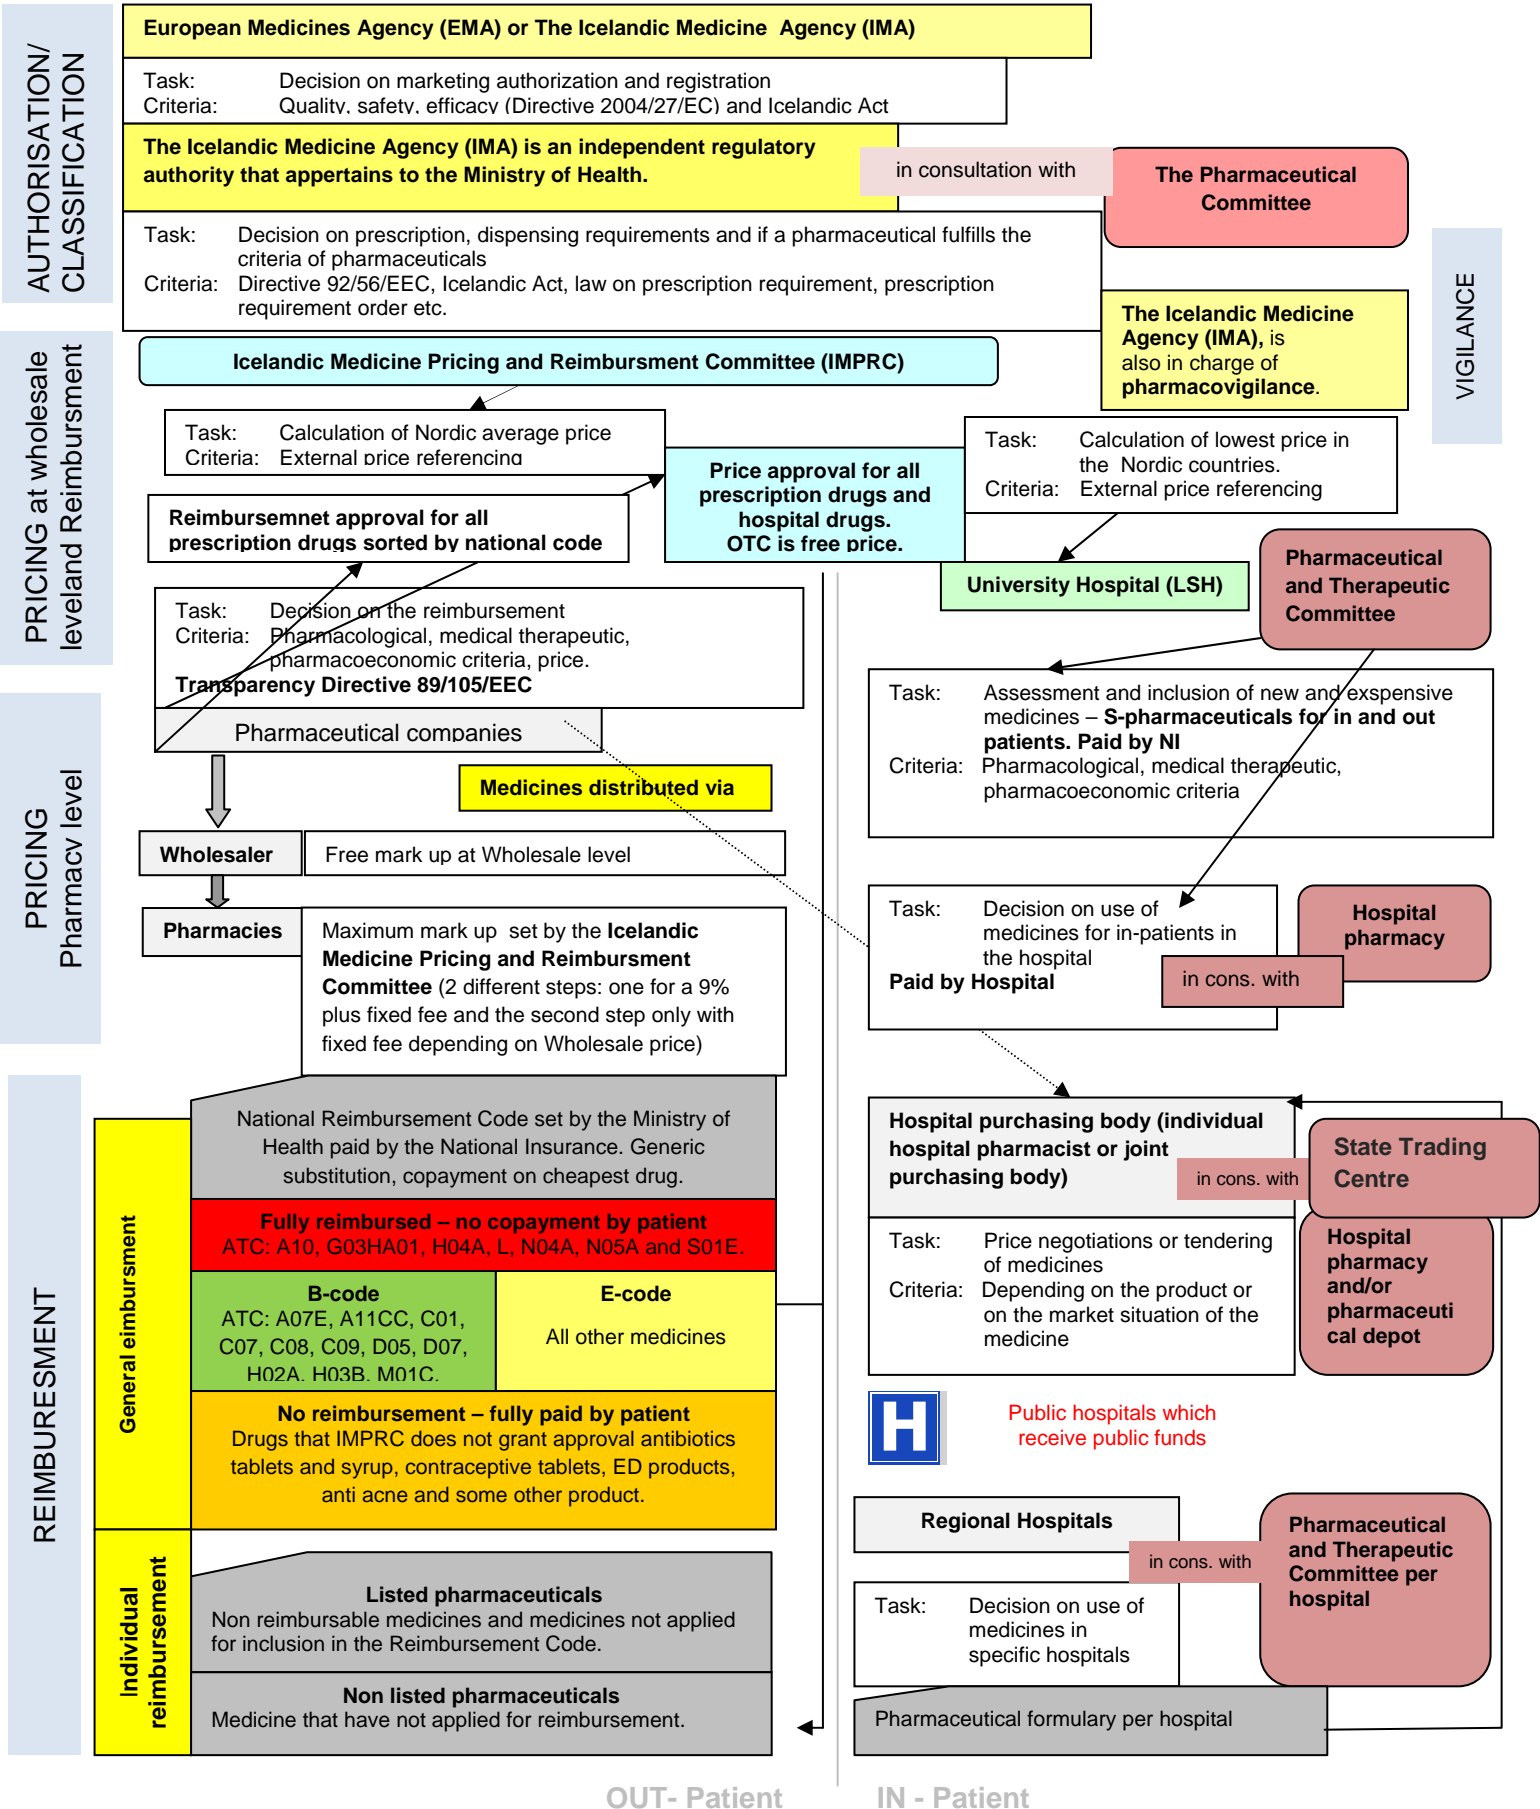 AUTHORISATION/
CLASSIFICATION
European Medicines Agency (EMA) or The Icelandic Medicine Agency (IMA)
Task: Decision on marketing authorization and registration
Criteria: Quality, safety, efficacy (Directive 2004/27/EC) and Icelandic Act
The Icelandic Medicine Agency (IMA) is an independent regulatory
authority that appertains to the Ministry of Health.
in consultation with
The Pharmaceutical
Committee
Task: Decision on prescription, dispensing requirements and if a pharmaceutical fulfills the
criteria of pharmaceuticals
Criteria: Directive 92/56/EEC, Icelandic Act, law on prescription requirement, prescription
requirement order etc.
VIGILANCE
The Icelandic Medicine
Agency (IMA), is
also in charge of
pharmacovigilance.
PRICING at wholesale
leveland Reimbursment
Icelandic Medicine Pricing and Reimbursment Committee (IMPRC)
Task: Calculation of Nordic average price
Criteria: External price referencing
Price approval for all
prescription drugs and
hospital drugs.
OTC is free price.
Task: Calculation of lowest price in
the Nordic countries.
Criteria: External price referencing
Reimbursemnet approval for all
prescription drugs sorted by national code
University Hospital (LSH)
Pharmaceutical
and Therapeutic
Committee
Task: Decision on the reimbursement
Criteria: Pharmacological, medical therapeutic,
pharmacoeconomic criteria, price.
Transparency Directive 89/105/EEC
Task: Assessment and inclusion of new and exspensive
medicines – S-pharmaceuticals for in and out
patients. Paid by NI
Criteria: Pharmacological, medical therapeutic,
pharmacoeconomic criteria
PRICING
Pharmacy level
Pharmaceutical companies
Medicines distributed via
Wholesaler
Free mark up at Wholesale level
Pharmacies
Maximum mark up set by the Icelandic
Medicine Pricing and Reimbursment
Committee (2 different steps: one for a 9%
plus fixed fee and the second step only with
fixed fee depending on Wholesale price)
Task: Decision on use of
medicines for in-patients in
the hospital
Paid by Hospital
in cons. with
Hospital
pharmacy
REIMBURESMENT
General eimbursment
National Reimbursement Code set by the Ministry of
Health paid by the National Insurance. Generic
substitution, copayment on cheapest drug.
Fully reimbursed – no copayment by patient
ATC: A10, G03HA01, H04A, L, N04A, N05A and S01E.
B-code
ATC: A07E, A11CC, C01,
C07, C08, C09, D05, D07,
H02A, H03B, M01C.
E-code
All other medicines
No reimbursement – fully paid by patient
Drugs that IMPRC does not grant approval antibiotics
tablets and syrup, contraceptive tablets, ED products,
anti acne and some other product.
Individual
reimbursement
Listed pharmaceuticals
Non reimbursable medicines and medicines not applied
for inclusion in the Reimbursement Code.
Non listed pharmaceuticals
Medicine that have not applied for reimbursement.
Hospital purchasing body (individual
hospital pharmacist or joint
purchasing body)
in cons. with
State Trading
Centre
Task: Price negotiations or tendering
of medicines
Criteria: Depending on the product or
on the market situation of the
medicine
Hospital
pharmacy
and/or
pharmaceuti
cal depot
H
Public hospitals which
receive public funds
Regional Hospitals
in cons. with
Pharmaceutical
and Therapeutic
Committee per
hospital
Task: Decision on use of
medicines in
specific hospitals
Pharmaceutical formulary per hospital
OUT- Patient
IN - Patient